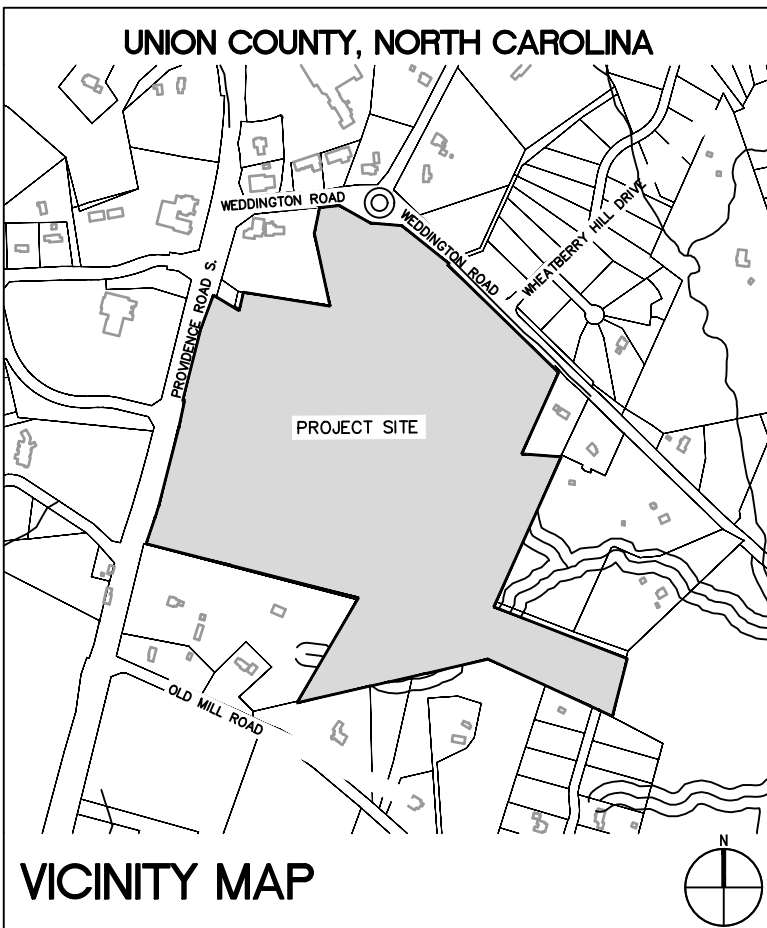 UNION COUNTY, NORTH CAROLINA
WEDDINGTON ROAD
WEDDINGTON ROAD
WHEATBERRY HILL DRIVE
PROVIDENCE ROAD S.
PROJECT SITE
OLD MILL ROAD
VICINITY MAP
N